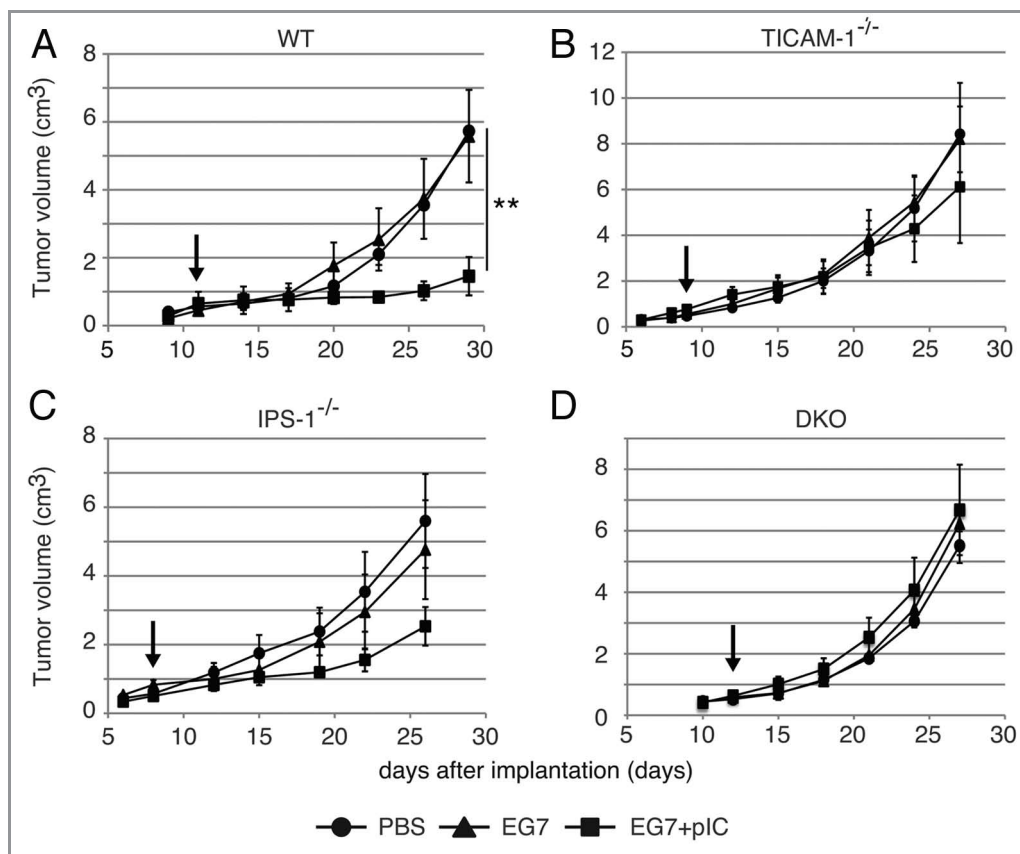 A
WT
Tumor volume (cm3)
8
6
4
2
0
5 10 15 20 25 30
**
B
TICAM-1-/-
12
10
8
6
4
2
0
5 10 15 20 25 30
C
IPS-1-/-
Tumor volume (cm3)
8
6
4
2
0
5 10 15 20 25 30
D
DKO
8
6
4
2
0
5 10 15 20 25 30
days after implantation (days)
PBS EG7 EG7+pIC